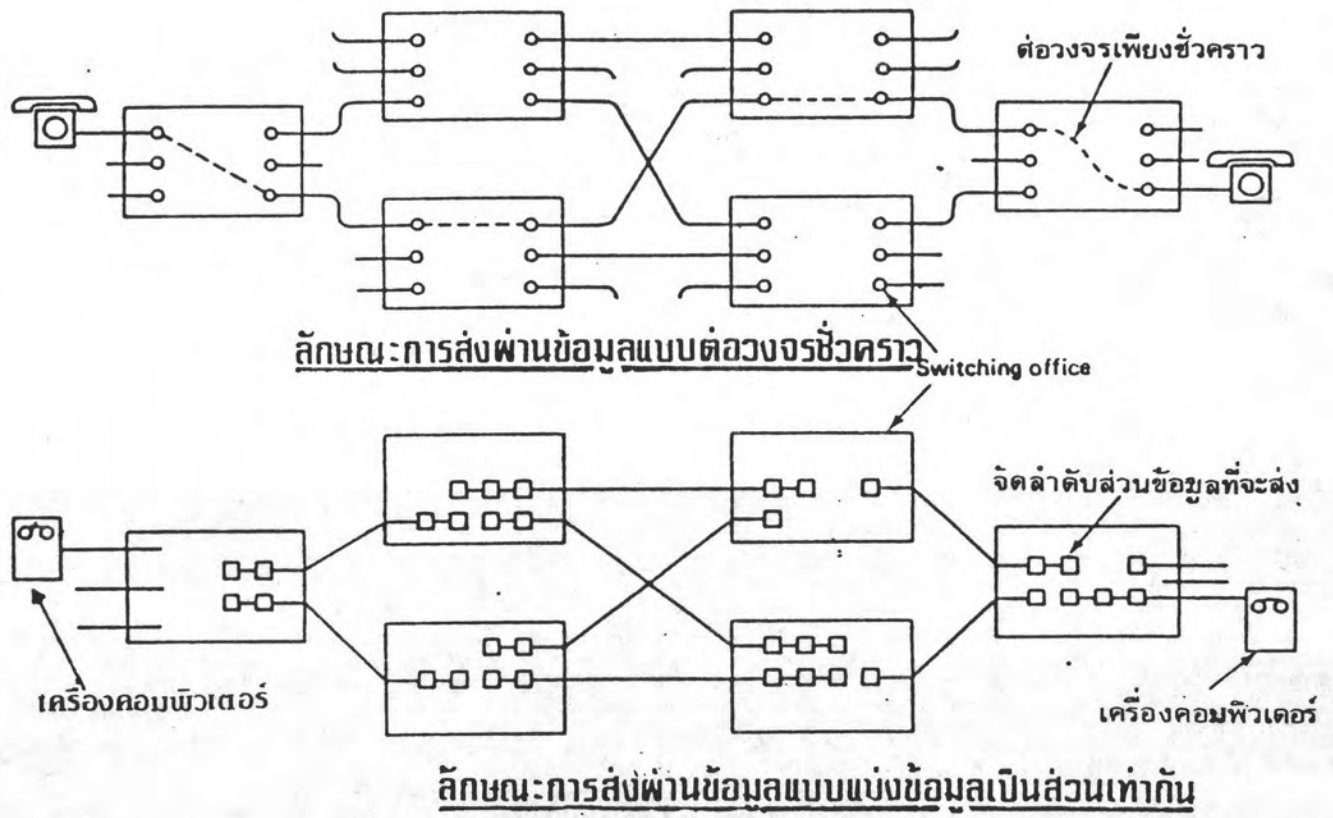 ต่อวงจรเพียงชั่วคราว
ลักษณะการส่งผ่านข้อมูลแบบต่อวงจรชั่วคราว
Switching office
จัดลำดับส่วนข้อมูลที่จะส่ง
เครื่องคอมพิวเตอร์
เครื่องคอมพิวเตอร์
ลักษณะการส่งผ่านข้อมูลแบบแบ่งข้อมูลเป็นส่วนเท่ากัน